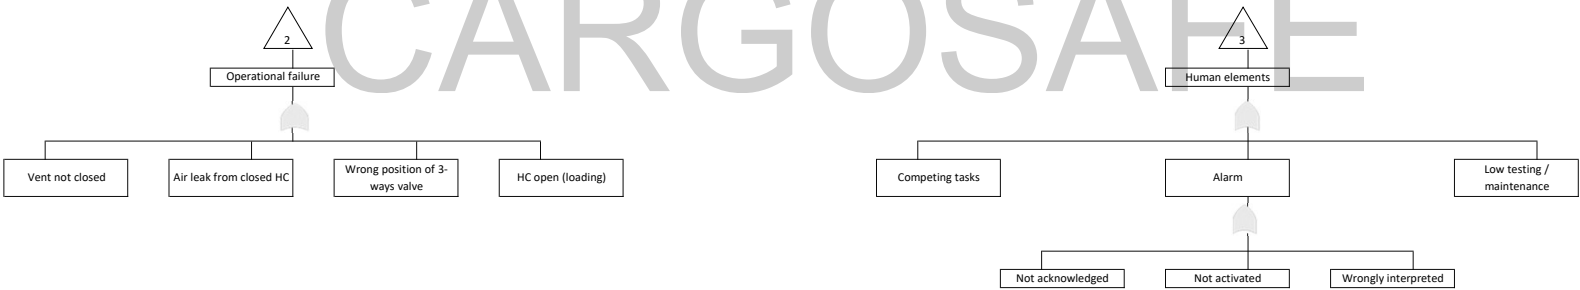 CARGOSAFE
2
3
Operational failure
Human elements
Vent not closed
Air leak from closed HC
Wrong position of 3-
ways valve
HC open (loading)
Competing tasks
Alarm
Low testing /
maintenance
Not acknowledged
Not activated
Wrongly interpreted